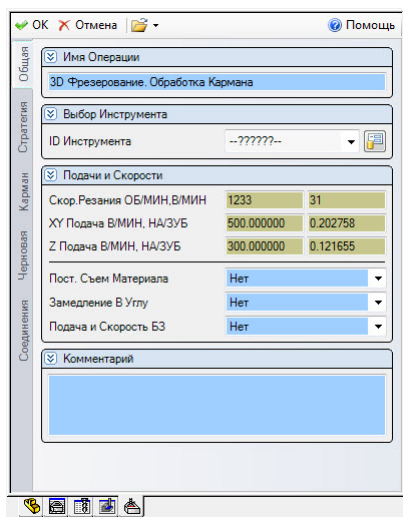 OK Отмена Помощь
Общая
Стратегия
Карман
Черновая
Соединения
Имя Операции
3D Фрезерование. Обработка Кармана
Выбор Инструмента
ID Инструмента --??????--
Подачи и Скорости
Скор.Резания ОБ/МИН,В/МИН 1233 31
XY Подача В/МИН, НА/ЗУБ 500.000000 0.202758
Z Подача В/МИН, НА/ЗУБ 300.000000 0.121655
Пост. Съем Материала Нет
Замедление В Углу Нет
Подача и Скорость БЗ Нет
Комментарий